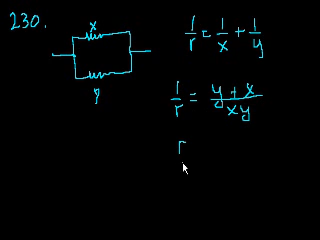 230.
x
y
1/r = 1/x + 1/y
1/r = y + x / xy
r